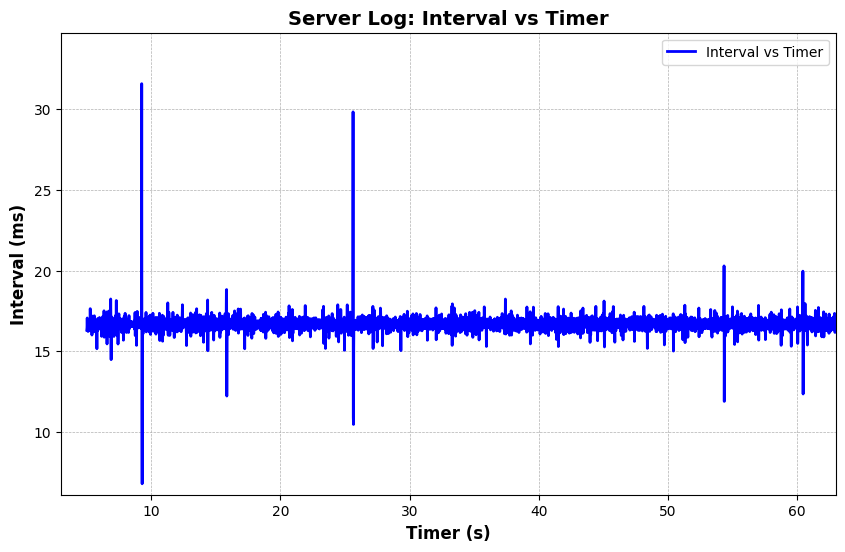 Server Log: Interval vs Timer
Interval vs Timer
30
25
20
15
10
Interval (ms)
10 20 30 40 50 60
Timer (s)